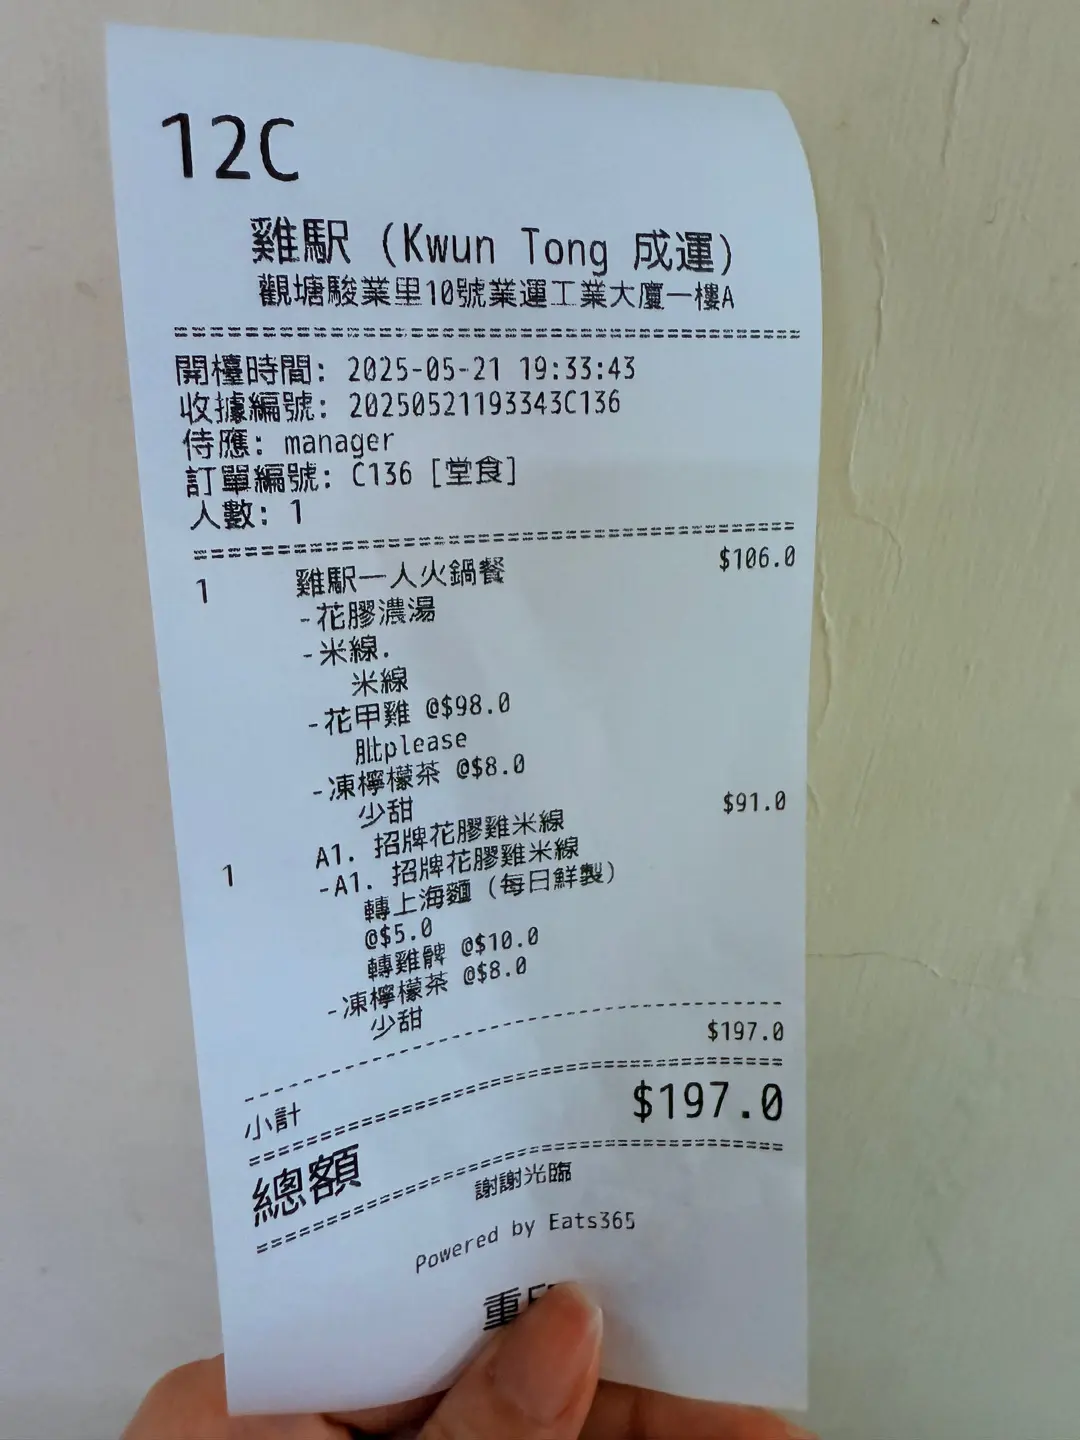 12C
雞駅 (Kwun Tong 成運)
觀塘駿業里10號業運工業大廈一樓A
開檯時間: 2025-05-21 19:33:43
收據編號: 20250521193343C136
侍應: manager
訂單編號: C136 [堂食]
人數: 1
1 雞駅一人火鍋餐 $106.0
-花膠濃湯
-米線.
米線
-花甲雞 @$98.0
肶please
-凍檸檬茶 @$8.0
少甜
1 A1. 招牌花膠雞米線 $91.0
-A1. 招牌花膠雞米線
轉上海麵 (每日鮮製)
@$5.0
轉雞髀 @$10.0
-凍檸檬茶 @$8.0
少甜
小計 $197.0
總額 $197.0
謝謝光臨
Powered by Eats365
重